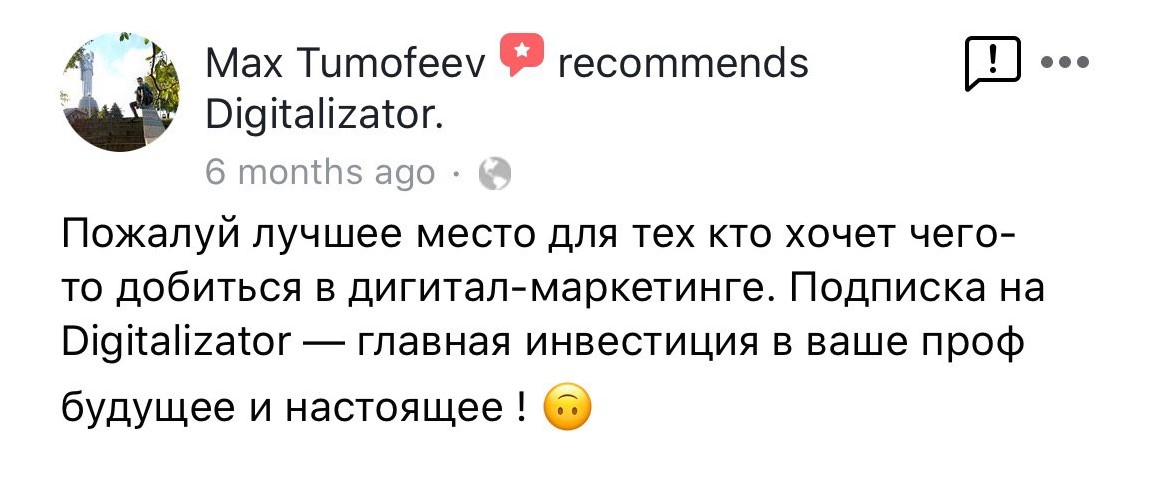 Max Tumofeev recommends
Digitalizator.
6 months ago ·
Пожалуй лучшее место для тех кто хочет чего-
то добиться в дигитал-маркетинге. Подписка на
Digitalizator — главная инвестиция в ваше проф
будущее и настоящее ! 🙃